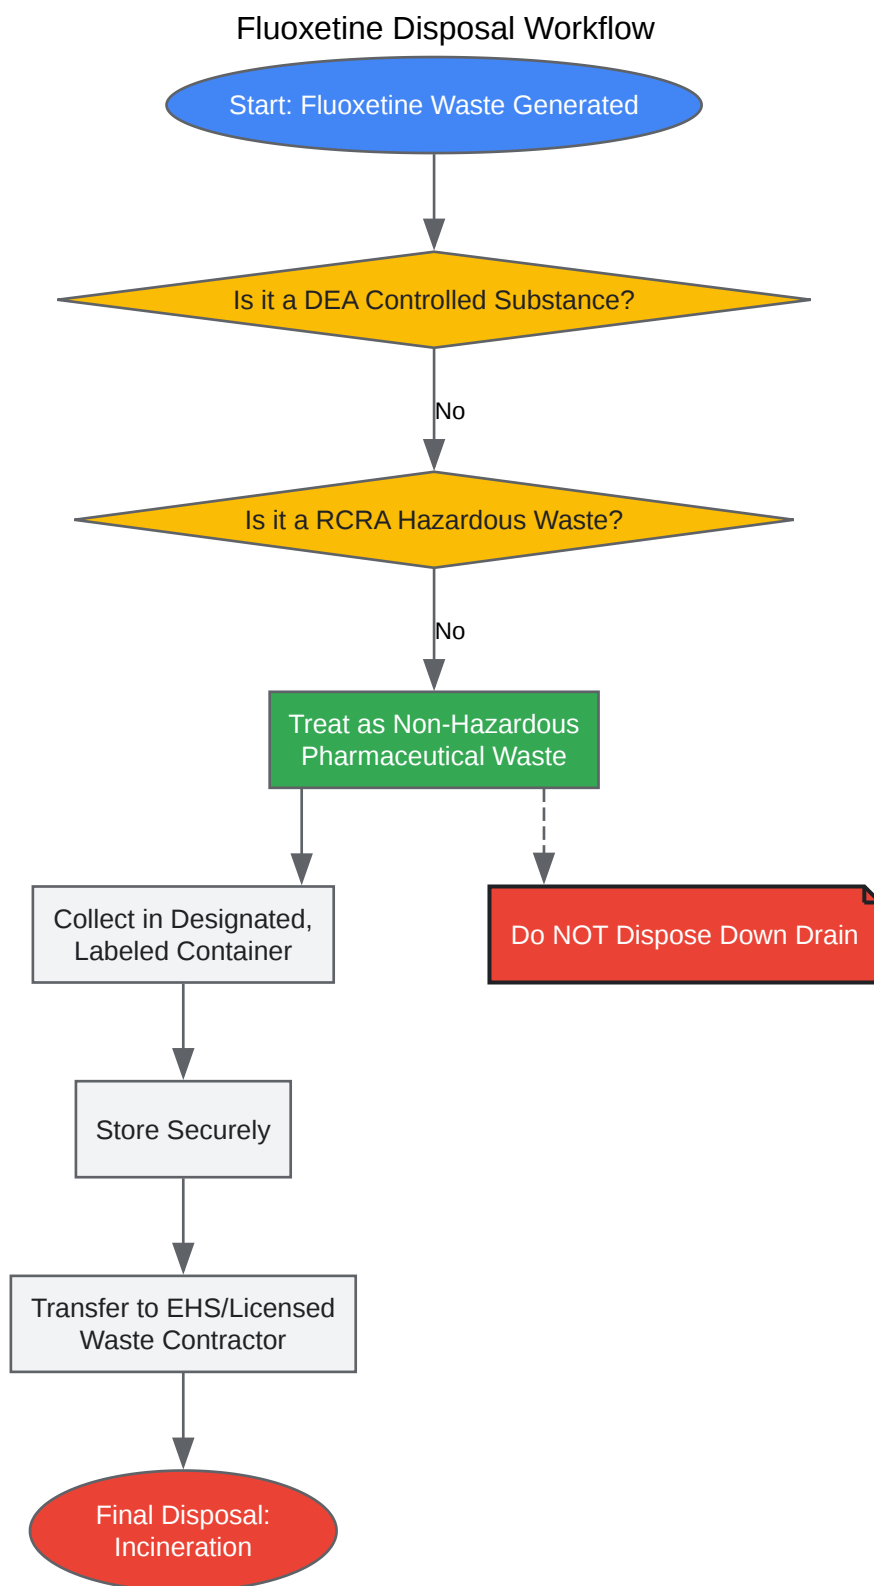 Fluoxetine Disposal Workflow
Start: Fluoxetine Waste Generated
Is it a DEA Controlled Substance?
No
Is it a RCRA Hazardous Waste?
No
Treat as Non-Hazardous
Pharmaceutical Waste
Collect in Designated,
Labeled Container
Do NOT Dispose Down Drain
Store Securely
Transfer to EHS/Licensed
Waste Contractor
Final Disposal:
Incineration